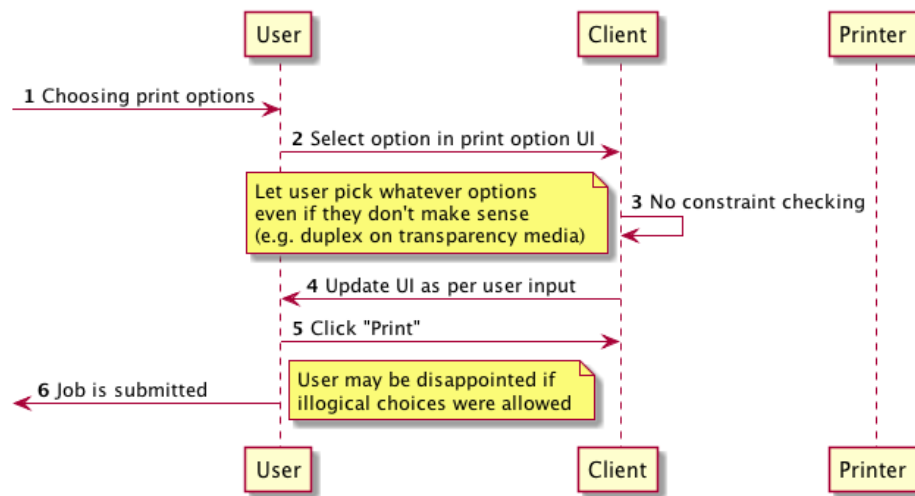 User
Client
Printer
1 Choosing print options
2 Select option in print option UI
Let user pick whatever options
even if they don't make sense
(e.g. duplex on transparency media)
3 No constraint checking
4 Update UI as per user input
5 Click "Print"
6 Job is submitted
User may be disappointed if
illogical choices were allowed
User
Client
Printer